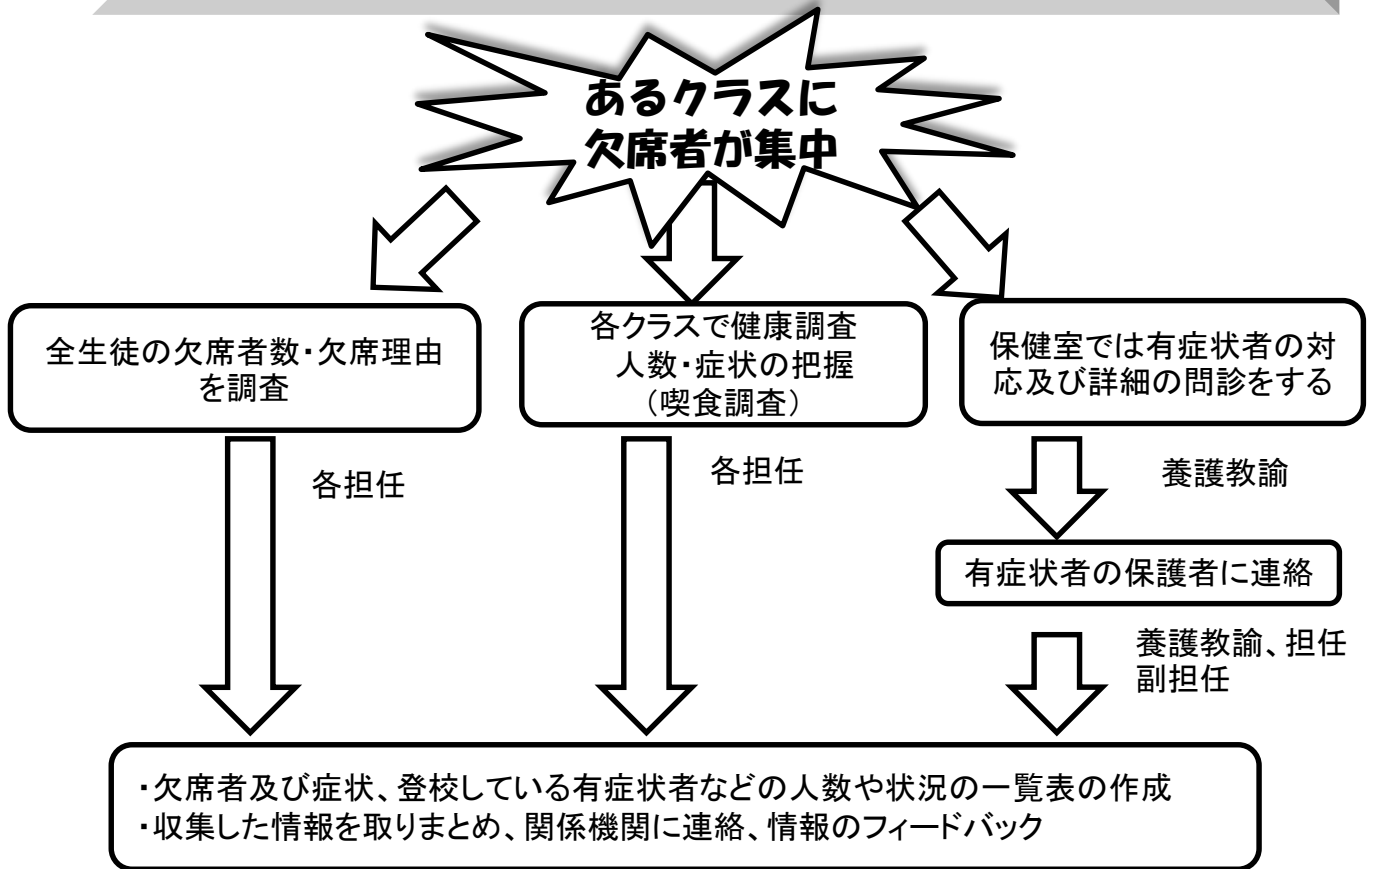 あるクラスに
欠席者が集中
全生徒の欠席者数・欠席理由
を調査
各クラスで健康調査
人数・症状の把握
（喫食調査）
保健室では有症状者の対
応及び詳細の問診をする
各担任
各担任
養護教諭
有症状者の保護者に連絡
養護教諭、担任
副担任
・欠席者及び症状、登校している有症状者などの人数や状況の一覧表の作成
・収集した情報を取りまとめ、関係機関に連絡、情報のフィードバック